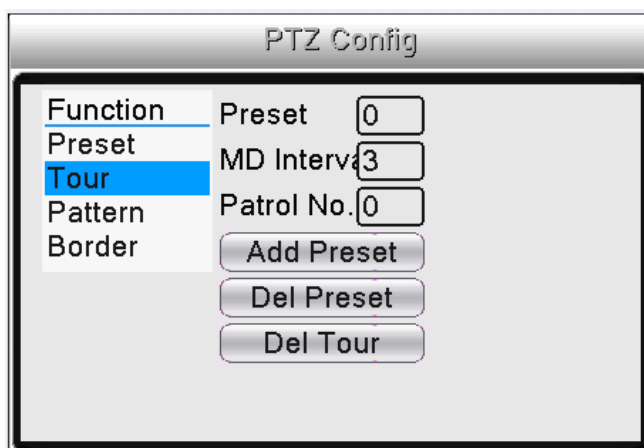 PTZ Config
Function
Preset
Tour
Pattern
Border
Preset 0
MD Interva 3
Patrol No. 0
Add Preset
Del Preset
Del Tour